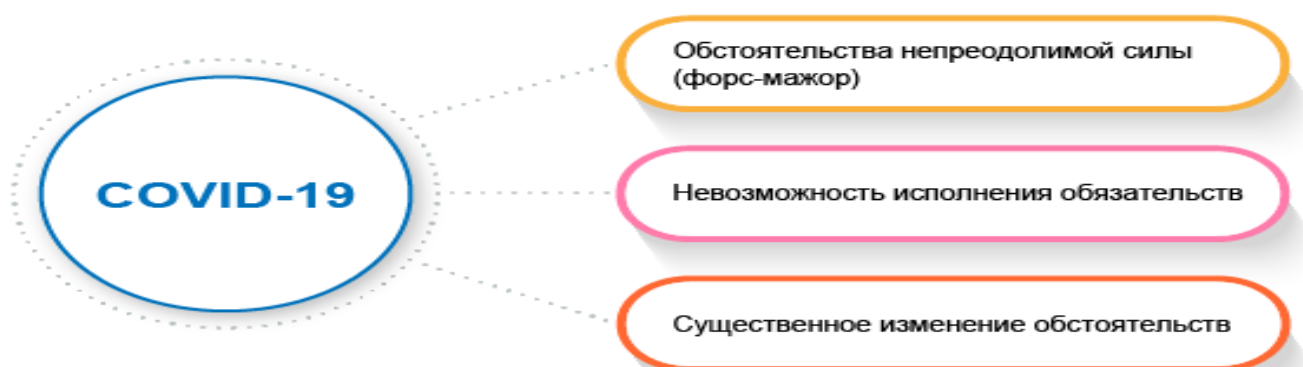 COVID-19
Обстоятельства непреодолимой силы
(форс-мажор)
Невозможность исполнения обязательств
Существенное изменение обстоятельств